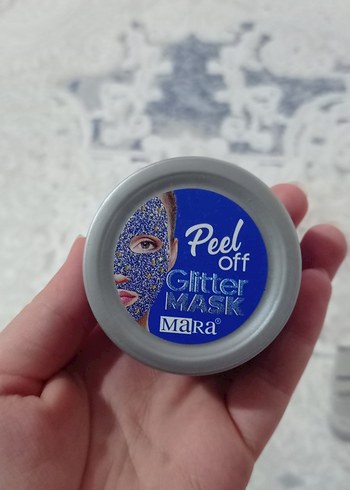 Peel
off
Glitter
MASK
MaRa®